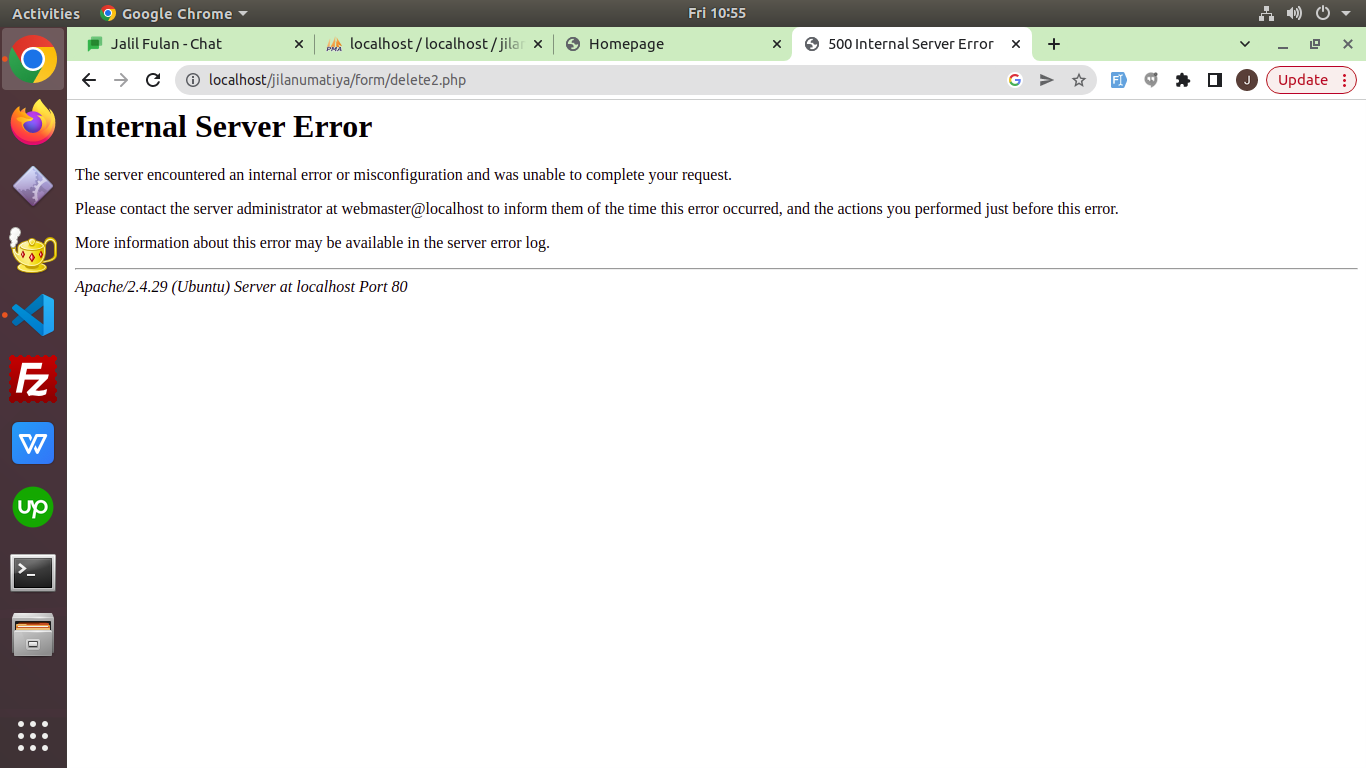 Activities
Google Chrome
Fri 10:55
Jalil Fulan - Chat
PMA
localhost / localhost / jilan
Homepage
500 Internal Server Error
localhost/jilanumatiya/form/delete2.php
J
Update
Internal Server Error
The server encountered an internal error or misconfiguration and was unable to complete your request.
Please contact the server administrator at webmaster@localhost to inform them of the time this error occurred, and the actions you performed just before this error.
More information about this error may be available in the server error log.
Apache/2.4.29 (Ubuntu) Server at localhost Port 80
Fz
W
up
>_